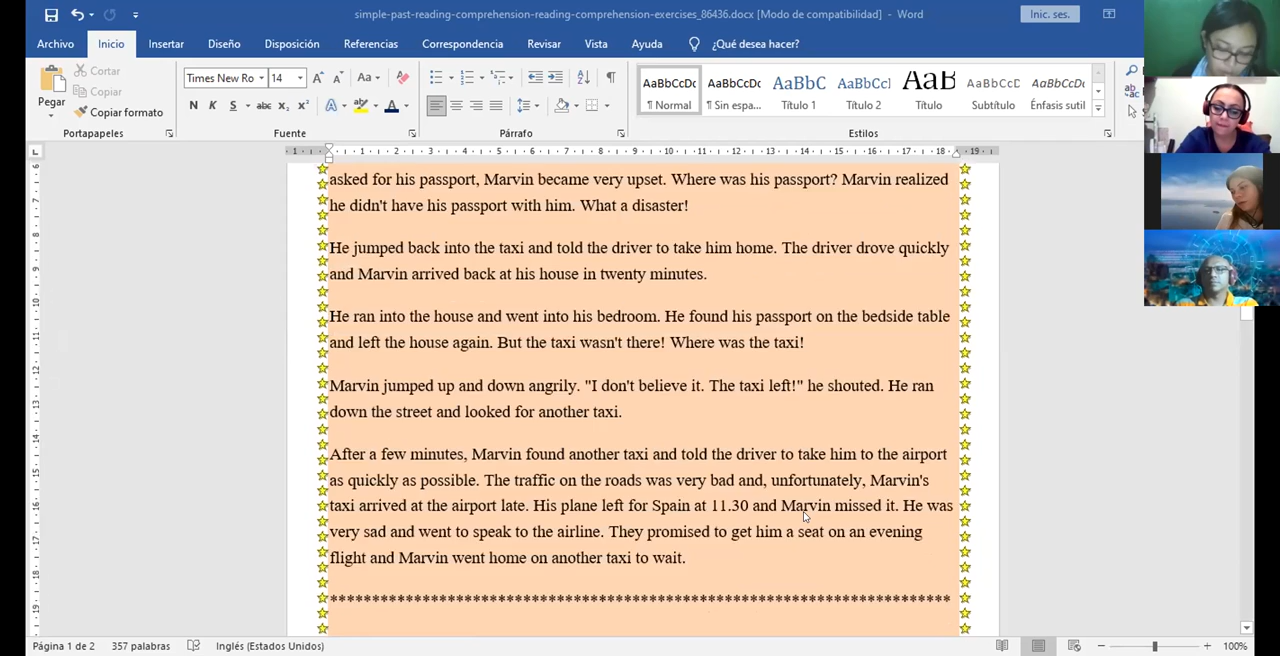 simple-past-reading-comprehension-reading-comprehension-exercises_86436.docx [Modo de compatibilidad] - Word
Inic. ses.
Archivo Inicio Insertar Diseño Disposición Referencias Correspondencia Revisar Vista Ayuda ¿Qué desea hacer?
Pegar
Cortar
Copiar
Copiar formato
Portapapeles
Times New Ro 14
N K S abc x₂ x²
Fuente
Párrafo
AaBbCcDc AaBbCcDc AaBbC AaBbCcl AaB AaBbCcD AaBbCcDc
¶ Normal ¶ Sin espa... Título 1 Título 2 Título Subtítulo Énfasis sutil
Estilos
asked for his passport, Marvin became very upset. Where was his passport? Marvin realized
he didn't have his passport with him. What a disaster!
He jumped back into the taxi and told the driver to take him home. The driver drove quickly
and Marvin arrived back at his house in twenty minutes.
He ran into the house and went into his bedroom. He found his passport on the bedside table
and left the house again. But the taxi wasn't there! Where was the taxi!
Marvin jumped up and down angrily. "I don't believe it. The taxi left!" he shouted. He ran
down the street and looked for another taxi.
After a few minutes, Marvin found another taxi and told the driver to take him to the airport
as quickly as possible. The traffic on the roads was very bad and, unfortunately, Marvin's
taxi arrived at the airport late. His plane left for Spain at 11.30 and Marvin missed it. He was
very sad and went to speak to the airline. They promised to get him a seat on an evening
flight and Marvin went home on another taxi to wait.
Página 1 de 2 357 palabras Inglés (Estados Unidos) 100%